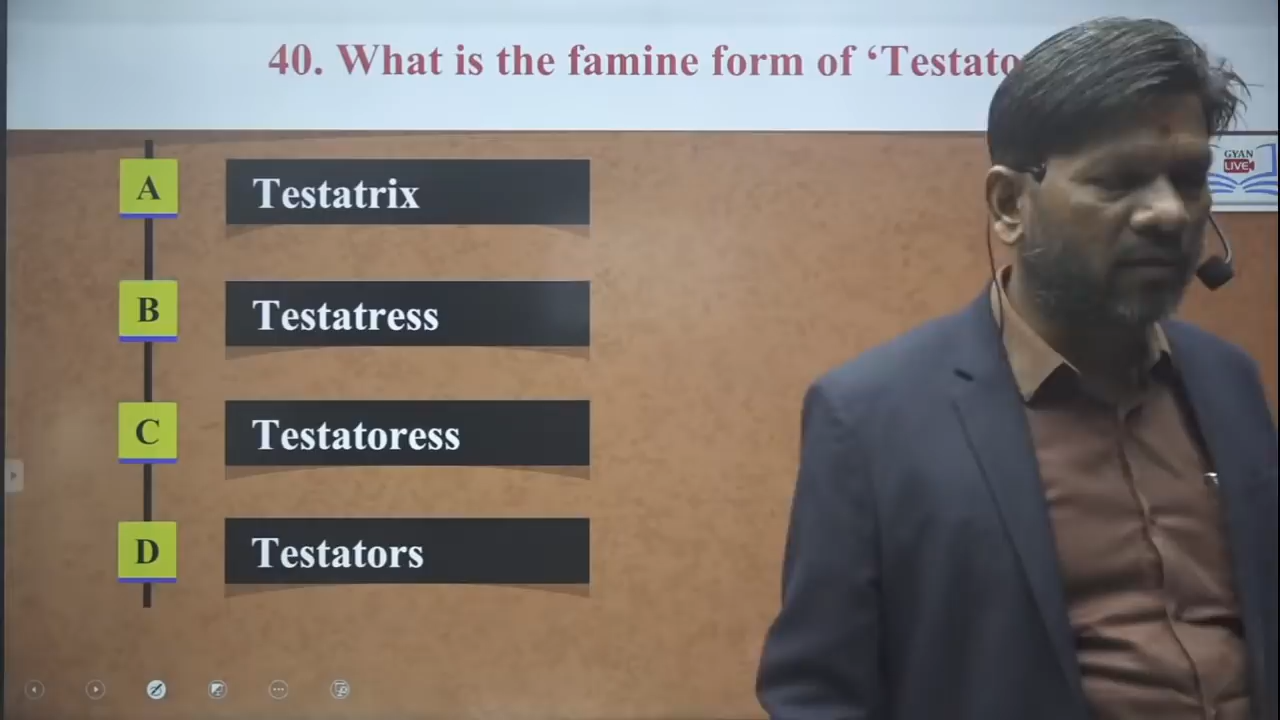 40. What is the famine form of ‘Testato
GYAN
LIVE
A
Testatrix
B
Testatress
C
Testatoress
D
Testators